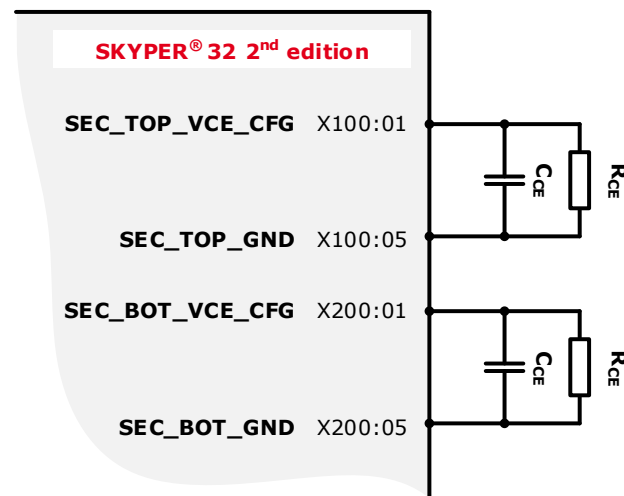 SKYPER® 32 2nd edition
SEC_TOP_VCE_CFG X100:01
CCE
RCE
SEC_TOP_GND X100:05
SEC_BOT_VCE_CFG X200:01
CCE
RCE
SEC_BOT_GND X200:05